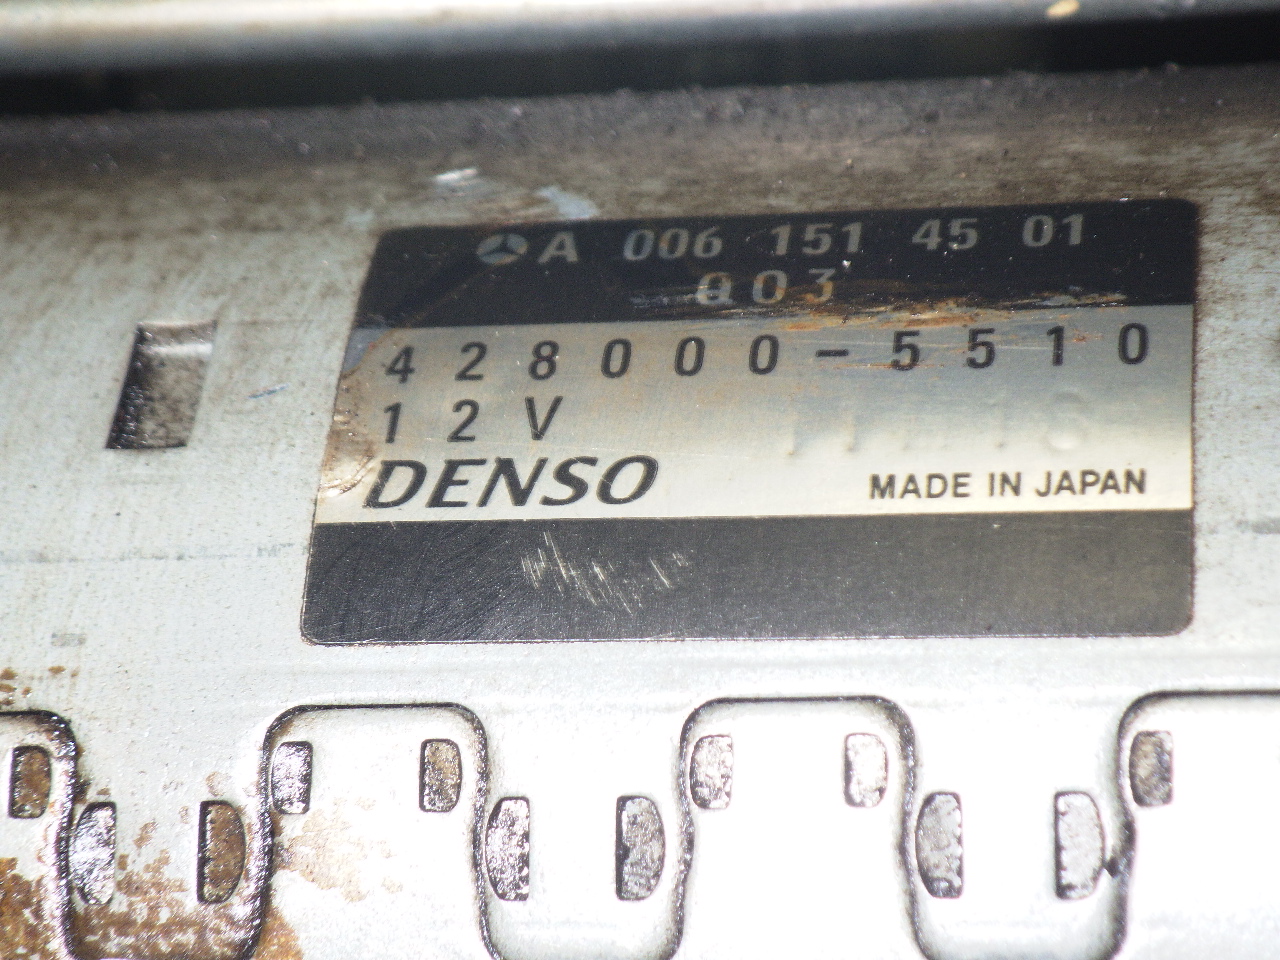 A 006 151 45 01
Q03
428000-5510
12V
DENSO
MADE IN JAPAN